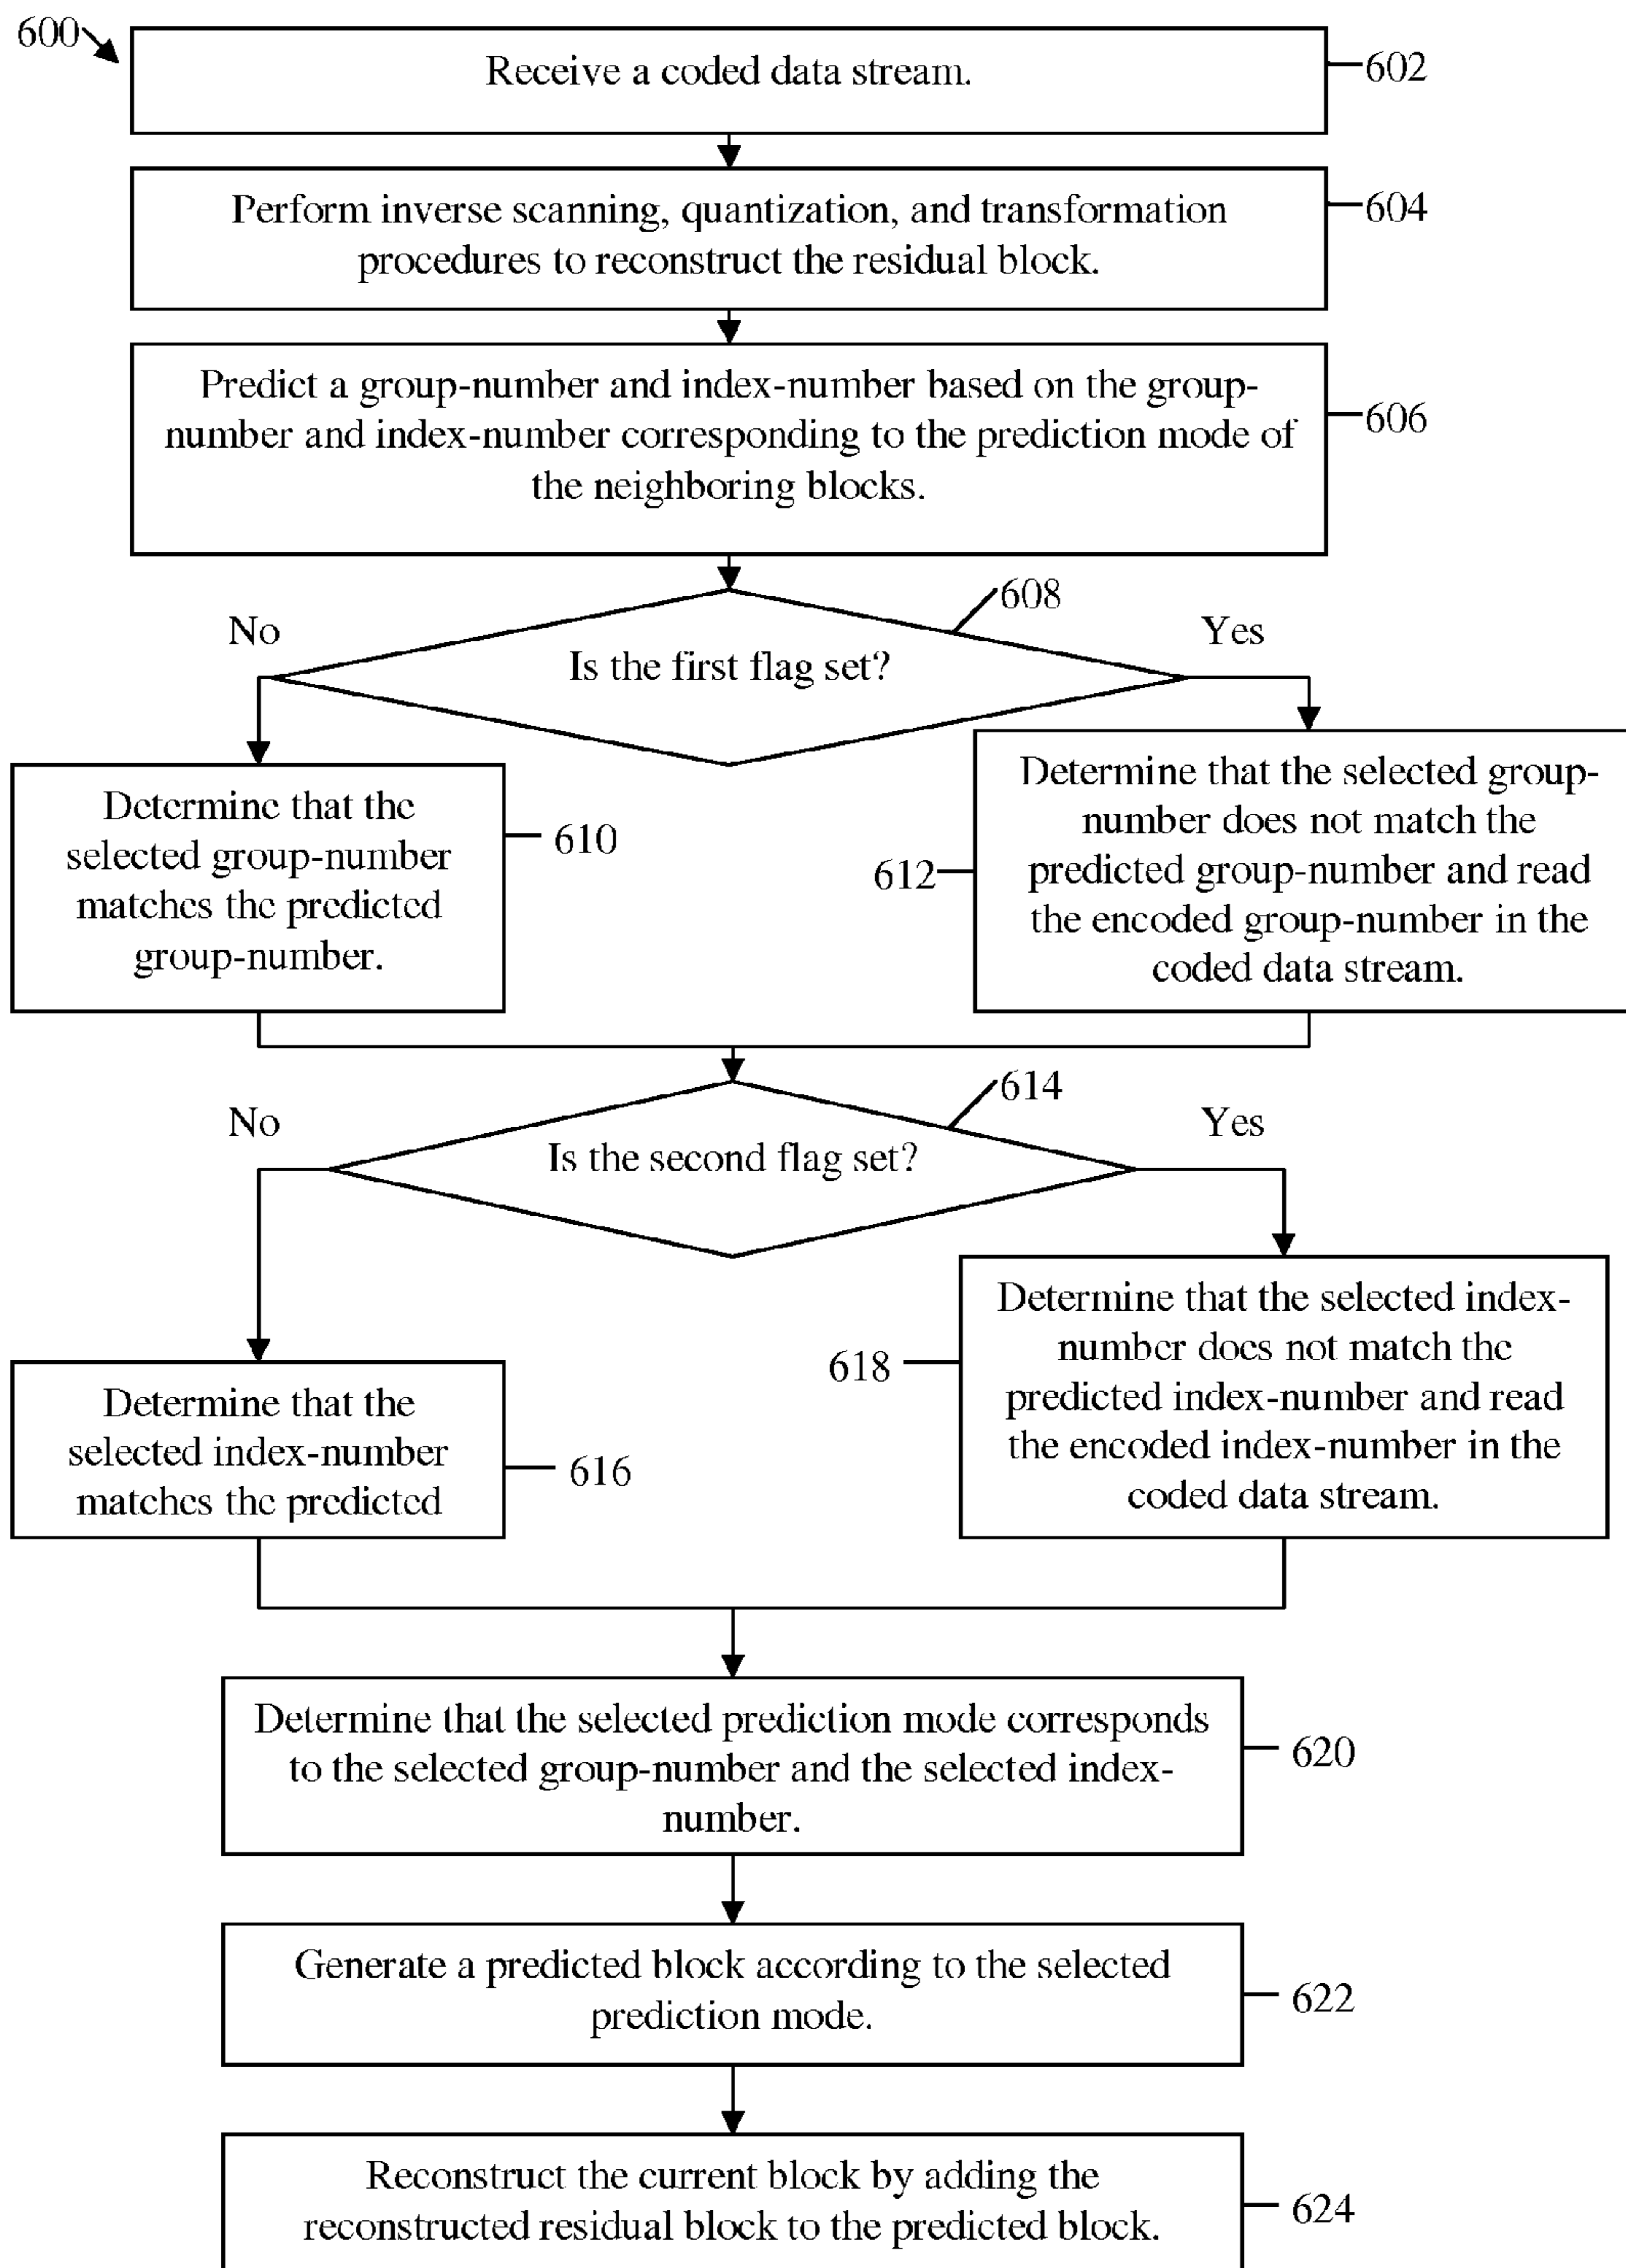 600
Receive a coded data stream.
602
Perform inverse scanning, quantization, and transformation
procedures to reconstruct the residual block.
604
Predict a group-number and index-number based on the group-
number and index-number corresponding to the prediction mode of
the neighboring blocks.
606
608
No
Yes
Is the first flag set?
Determine that the
selected group-number
matches the predicted
group-number.
610
612
Determine that the selected group-
number does not match the
predicted group-number and read
the encoded group-number in the
coded data stream.
614
No
Yes
Is the second flag set?
Determine that the
selected index-number
matches the predicted
616
618
Determine that the selected index-
number does not match the
predicted index-number and read
the encoded index-number in the
coded data stream.
Determine that the selected prediction mode corresponds
to the selected group-number and the selected index-
number.
620
Generate a predicted block according to the selected
prediction mode.
622
Reconstruct the current block by adding the
reconstructed residual block to the predicted block.
624